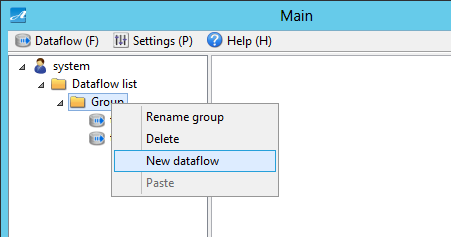 Main
Dataflow (F) Settings (P) Help (H)
system
Dataflow list
Group
Rename group
Delete
New dataflow
Paste